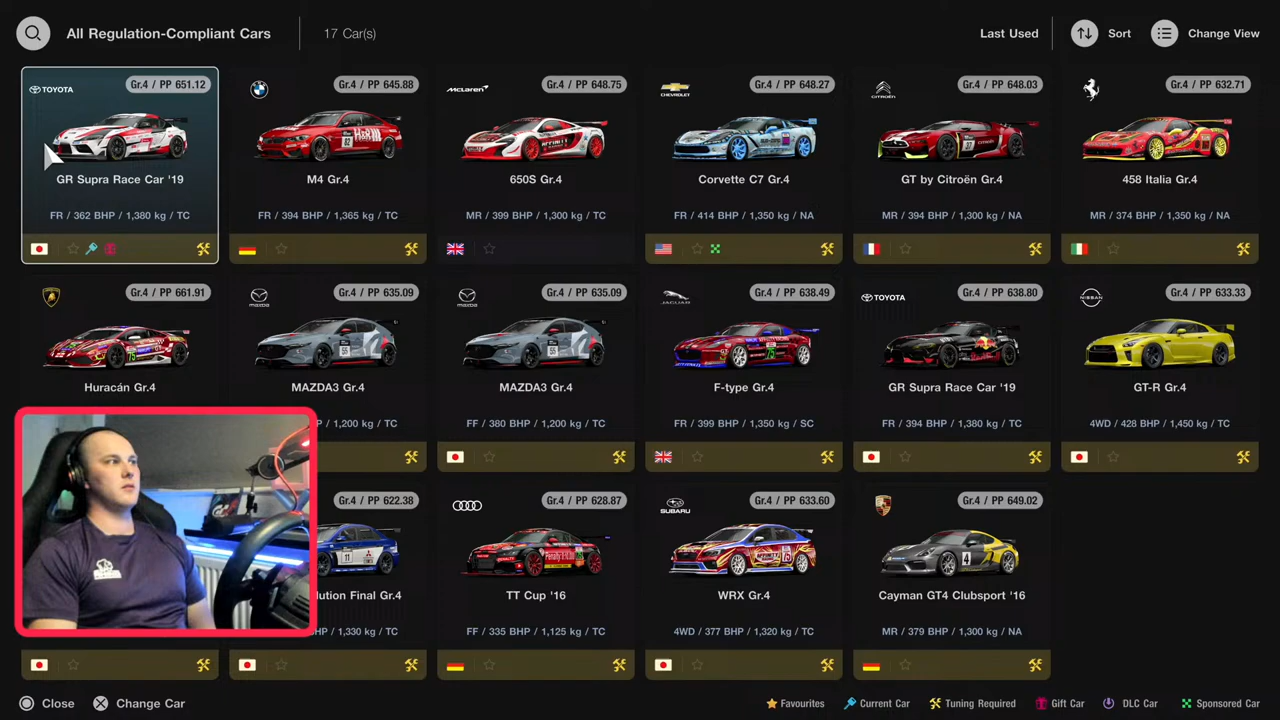 All Regulation-Compliant Cars
17 Car(s)
Last Used
Sort
Change View
TOYOTA
Gr.4 / PP 651.12
GR Supra Race Car '19
FR / 362 BHP / 1,380 kg / TC
Gr.4 / PP 645.88
M4 Gr.4
FR / 394 BHP / 1,365 kg / TC
McLaren
Gr.4 / PP 648.75
650S Gr.4
MR / 399 BHP / 1,300 kg / TC
CHEVROLET
Gr.4 / PP 648.27
Corvette C7 Gr.4
FR / 414 BHP / 1,350 kg / NA
CITROËN
Gr.4 / PP 648.03
GT by Citroën Gr.4
MR / 394 BHP / 1,300 kg / NA
Gr.4 / PP 632.71
458 Italia Gr.4
MR / 374 BHP / 1,350 kg / NA
Gr.4 / PP 661.91
Huracán Gr.4
mazda
Gr.4 / PP 635.09
MAZDA3 Gr.4
P / 1,200 kg / TC
mazda
Gr.4 / PP 635.09
MAZDA3 Gr.4
FF / 380 BHP / 1,200 kg / TC
JAGUAR
Gr.4 / PP 638.49
F-type Gr.4
FR / 399 BHP / 1,350 kg / SC
TOYOTA
Gr.4 / PP 638.80
GR Supra Race Car '19
FR / 394 BHP / 1,380 kg / TC
NISSAN
Gr.4 / PP 633.33
GT-R Gr.4
4WD / 428 BHP / 1,450 kg / TC
Gr.4 / PP 622.38
lution Final Gr.4
HP / 1,330 kg / TC
Gr.4 / PP 628.87
TT Cup '16
FF / 335 BHP / 1,125 kg / TC
SUBARU
Gr.4 / PP 633.60
WRX Gr.4
4WD / 377 BHP / 1,320 kg / TC
Gr.4 / PP 649.02
Cayman GT4 Clubsport '16
MR / 379 BHP / 1,300 kg / NA
Close
Change Car
Favourites
Current Car
Tuning Required
Gift Car
DLC Car
Sponsored Car